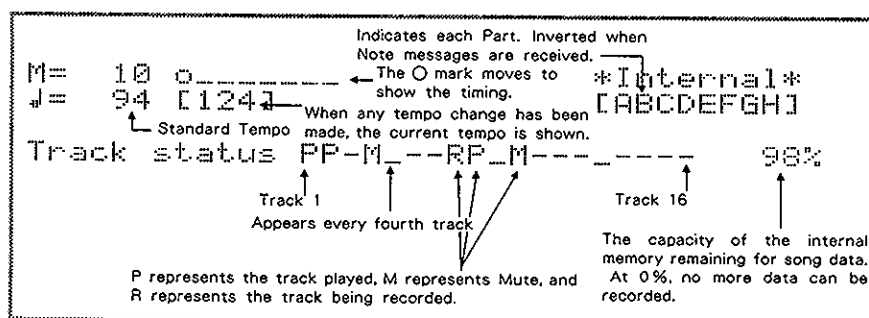 Indicates each Part. Inverted when
Note messages are received.
M= 10 o_______
The O mark moves to
show the timing.
*Internal*
♩= 94 [124]
[ABCDEFGH]
Standard Tempo
When any tempo change has been
made, the current tempo is shown.
Track status PP-M_--RP_M---_---- 98%
Track 1
Appears every fourth track
Track 16
P represents the track played, M represents Mute, and
R represents the track being recorded.
The capacity of the internal
memory remaining for song data.
At 0%, no more data can be
recorded.